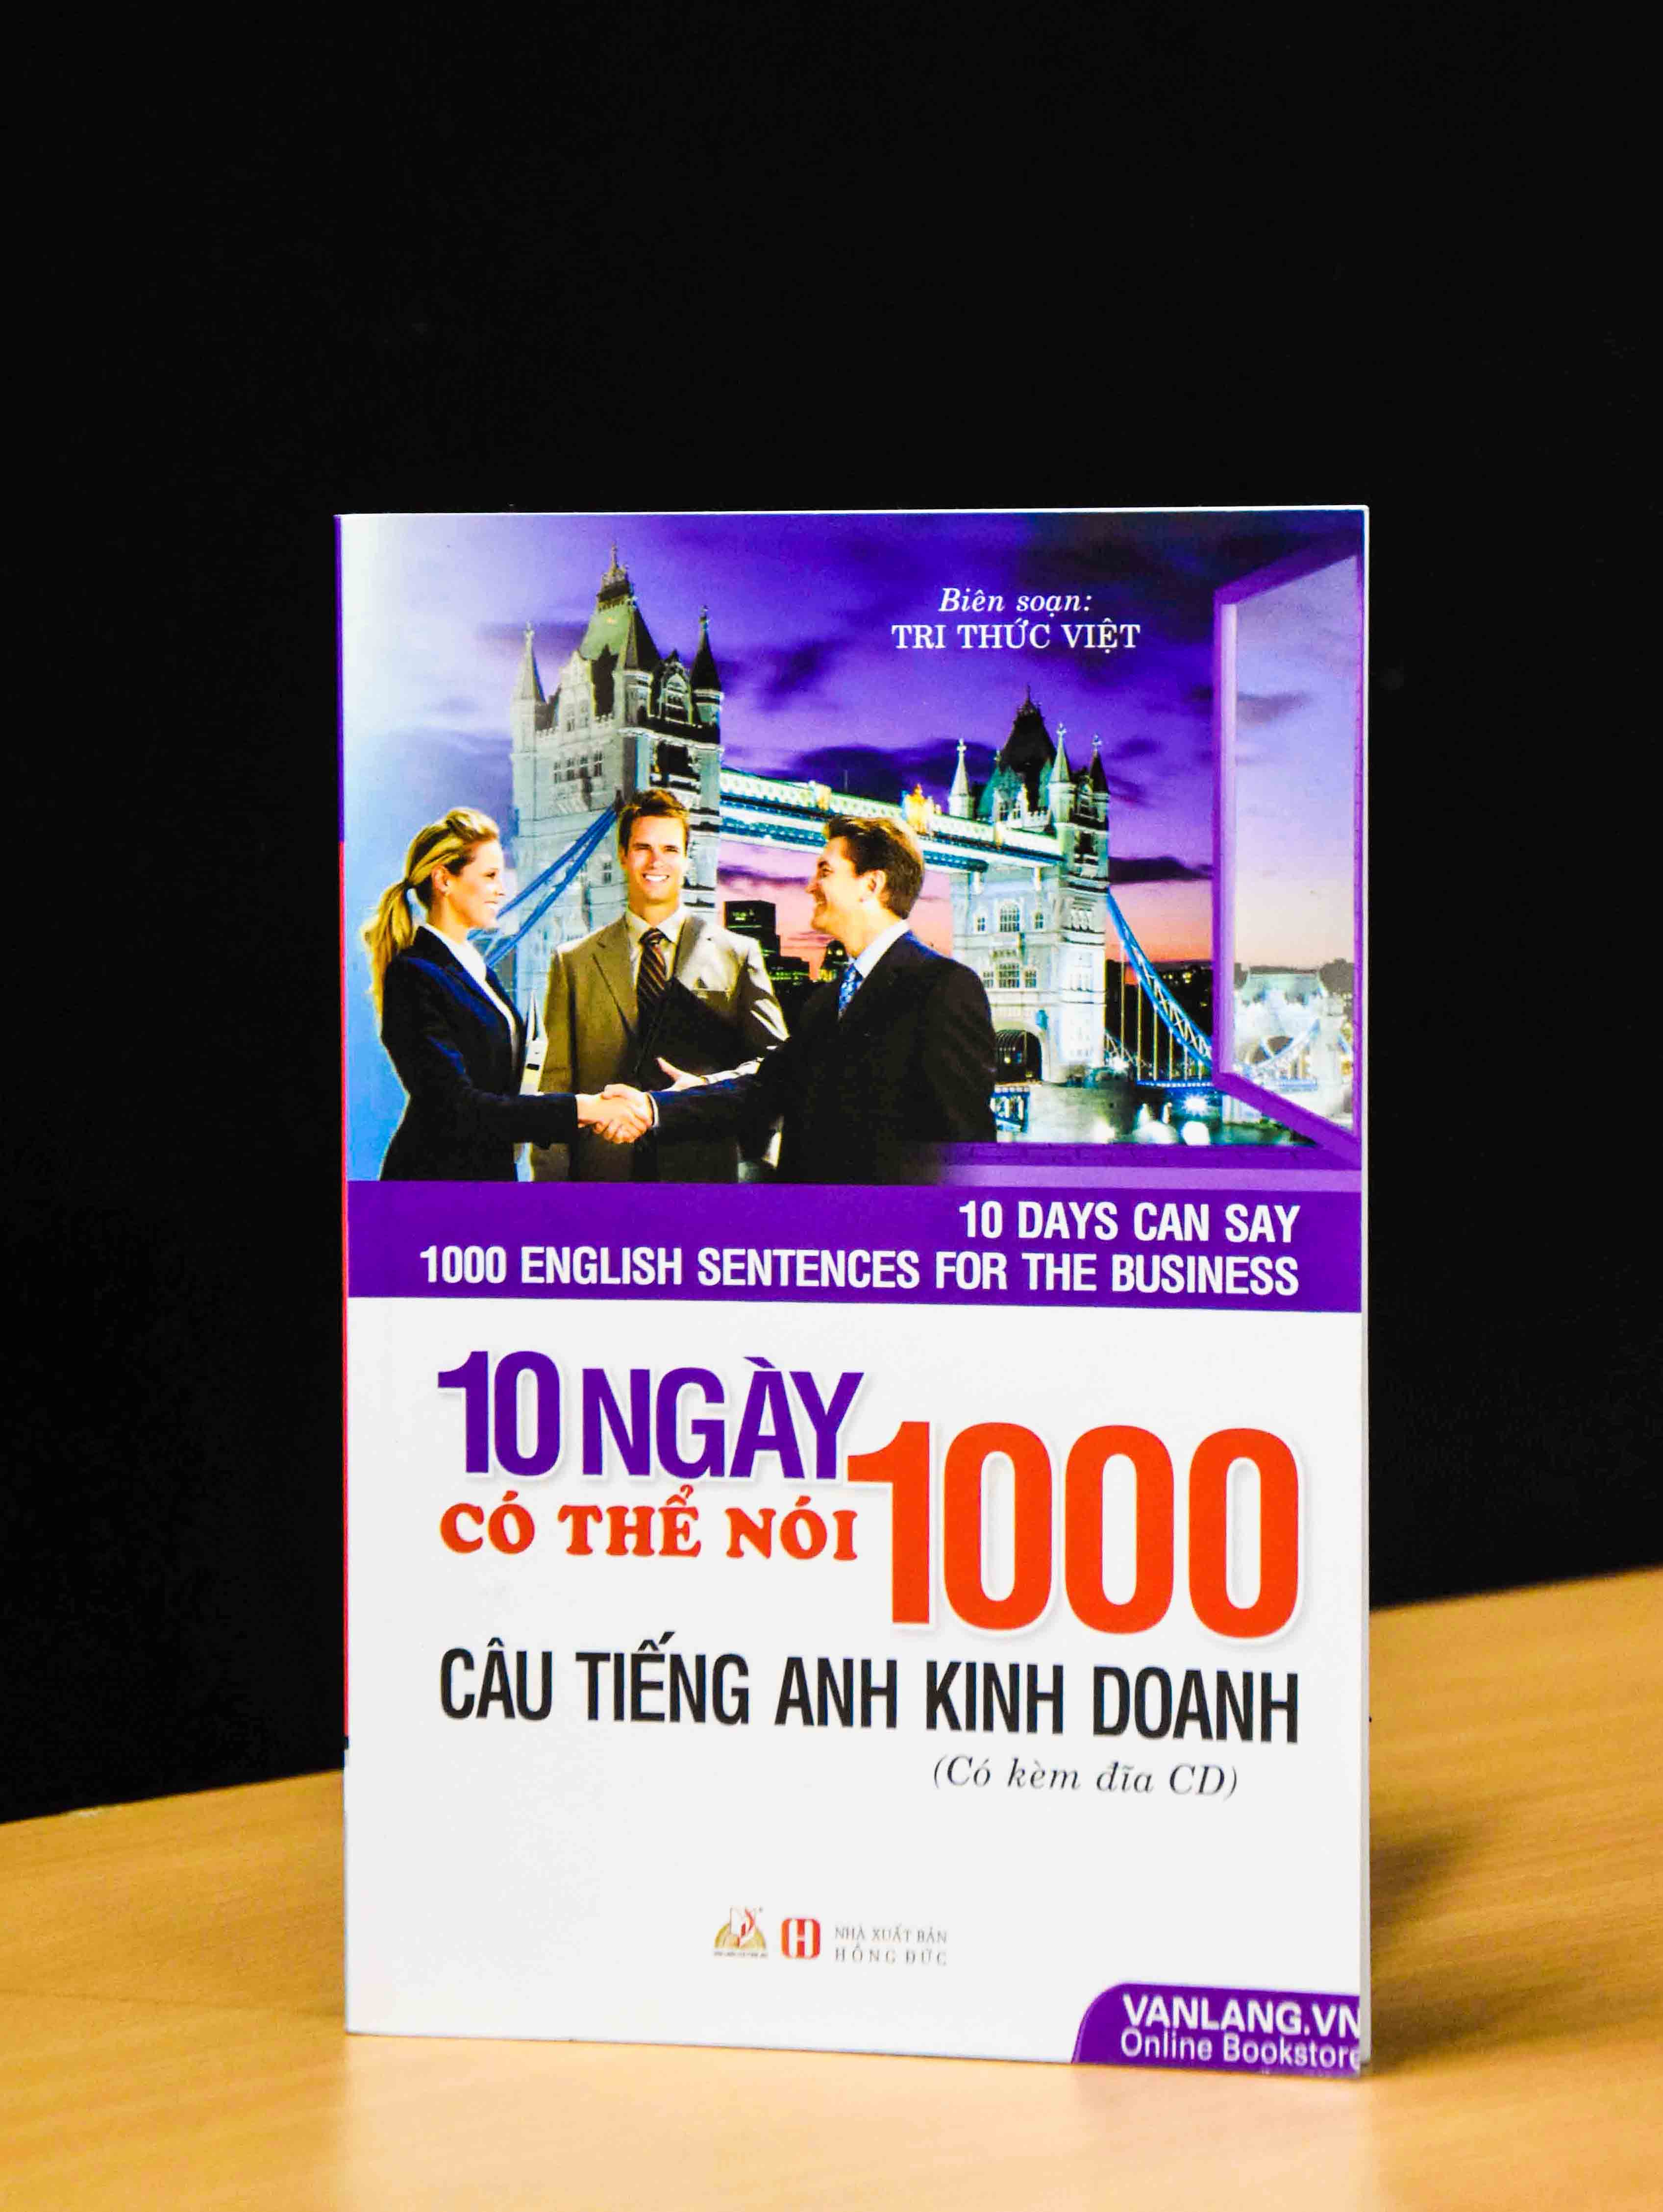 Biên soạn:
TRI THỨC VIỆT
10 DAYS CAN SAY
1000 ENGLISH SENTENCES FOR THE BUSINESS
10 NGÀY
CÓ THỂ NÓI 1000
CÂU TIẾNG ANH KINH DOANH
(Có kèm đĩa CD)
NHÀ XUẤT BẢN
HỒNG ĐỨC
VANLANG.VN
Online Bookstore